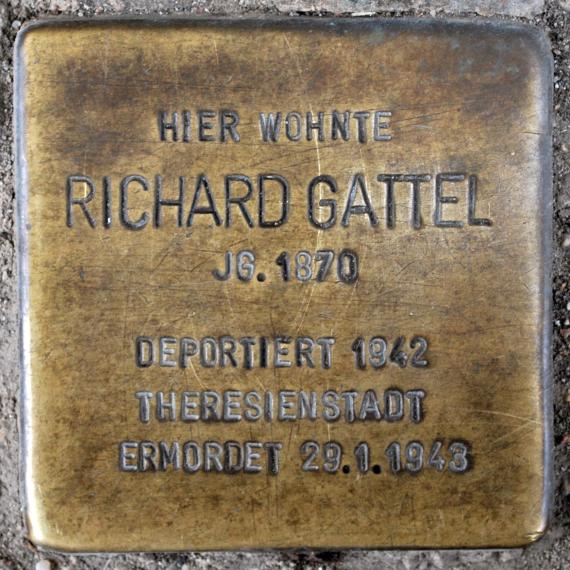 HIER WOHNTE
RICHARD GATTEL
JG. 1870
DEPORTIERT 1942
THERESIENSTADT
ERMORDET 29.1.1943